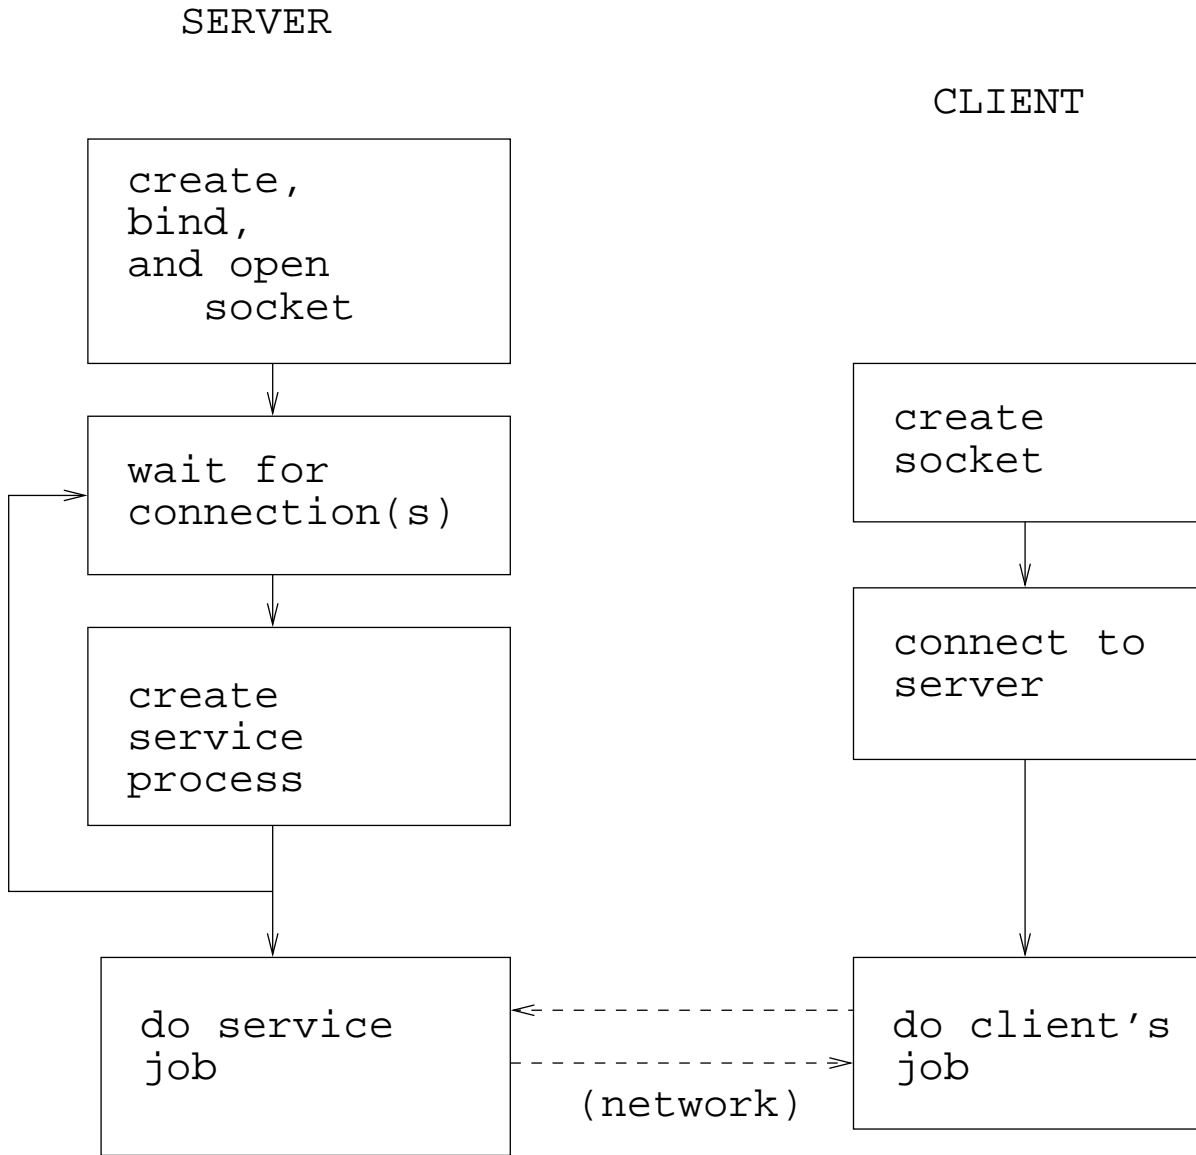 SERVER
CLIENT
create,
bind,
and open
socket
wait for
connection(s)
create
service
process
do service
job
create
socket
connect to
server
do client's
job
(network)